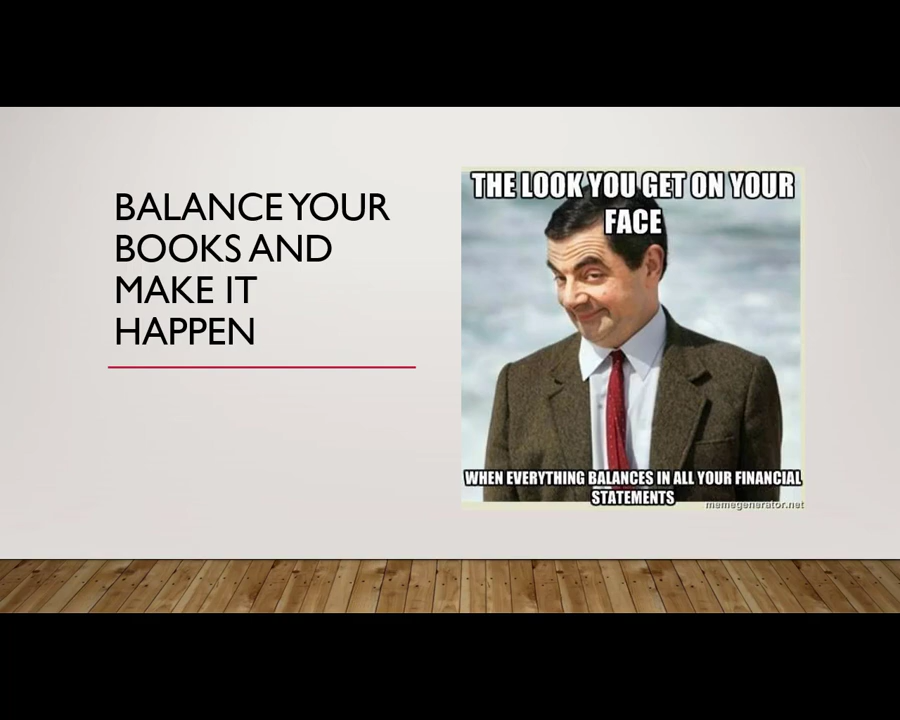 BALANCE YOUR
BOOKS AND
MAKE IT
HAPPEN
THE LOOK YOU GET ON YOUR
FACE
WHEN EVERYTHING BALANCES IN ALL YOUR FINANCIAL
STATEMENTS
memegenerator.net